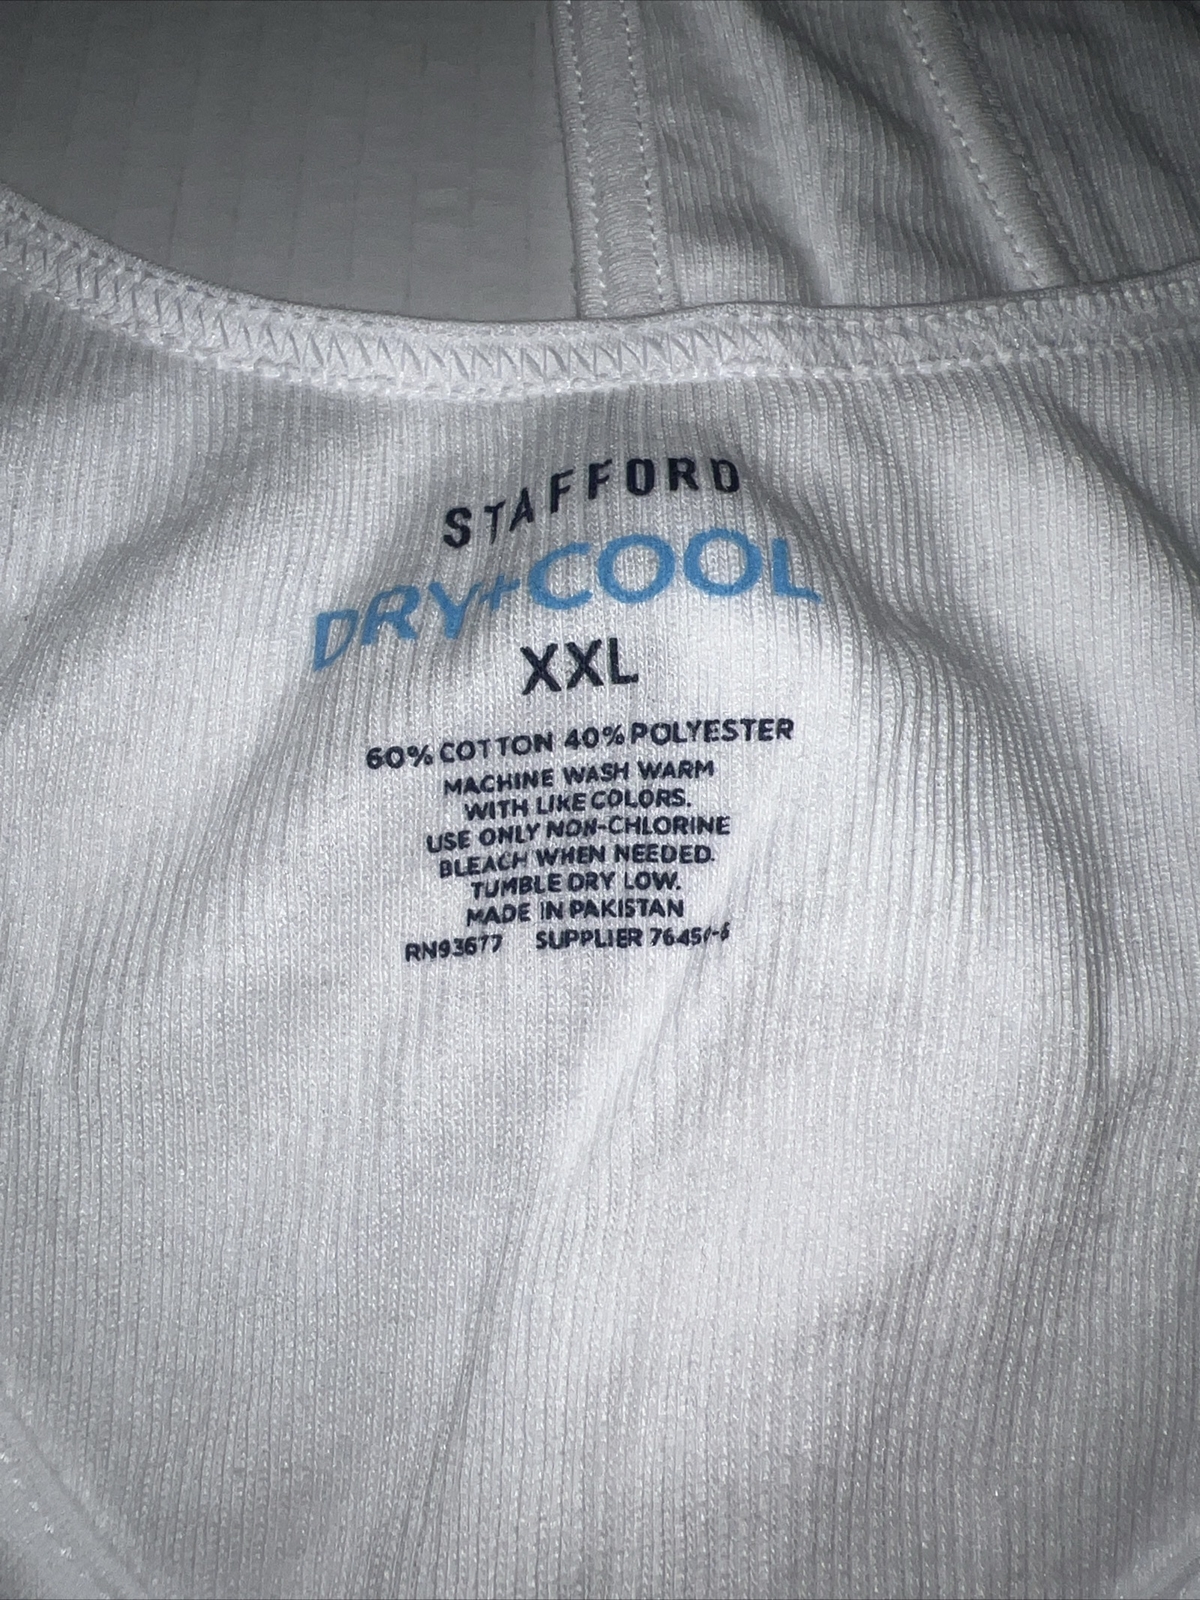 STAFFORD
DRY+COOL
XXL
60% COTTON 40% POLYESTER
MACHINE WASH WARM
WITH LIKE COLORS.
USE ONLY NON-CHLORINE
BLEACH WHEN NEEDED.
TUMBLE DRY LOW.
MADE IN PAKISTAN
RN93677 SUPPLIER